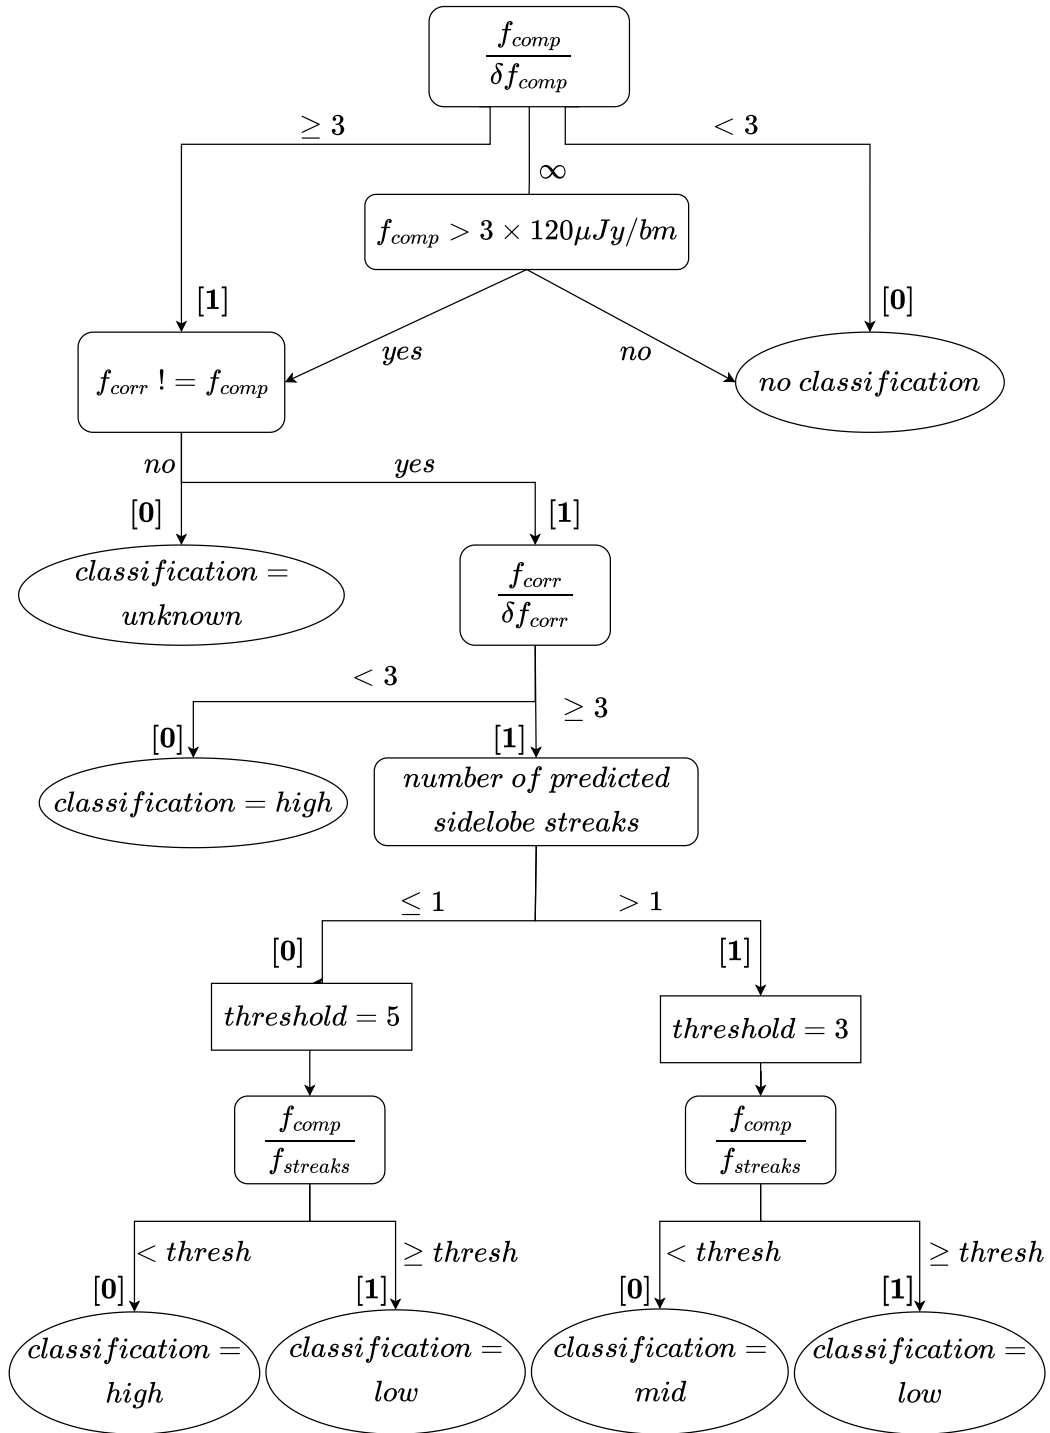 f_comp
δf_comp
≥ 3
< 3
∞
f_comp > 3 × 120μJy/bm
[1]
[0]
yes
no
f_corr != f_comp
no classification
no
yes
[0]
[1]
classification =
unknown
f_corr
δf_corr
< 3
≥ 3
[0]
[1]
classification = high
number of predicted
sidelobe streaks
≤ 1
> 1
[0]
[1]
threshold = 5
threshold = 3
f_comp
f_streaks
f_comp
f_streaks
< thresh
≥ thresh
< thresh
≥ thresh
[0]
[1]
[0]
[1]
classification =
high
classification =
low
classification =
mid
classification =
low